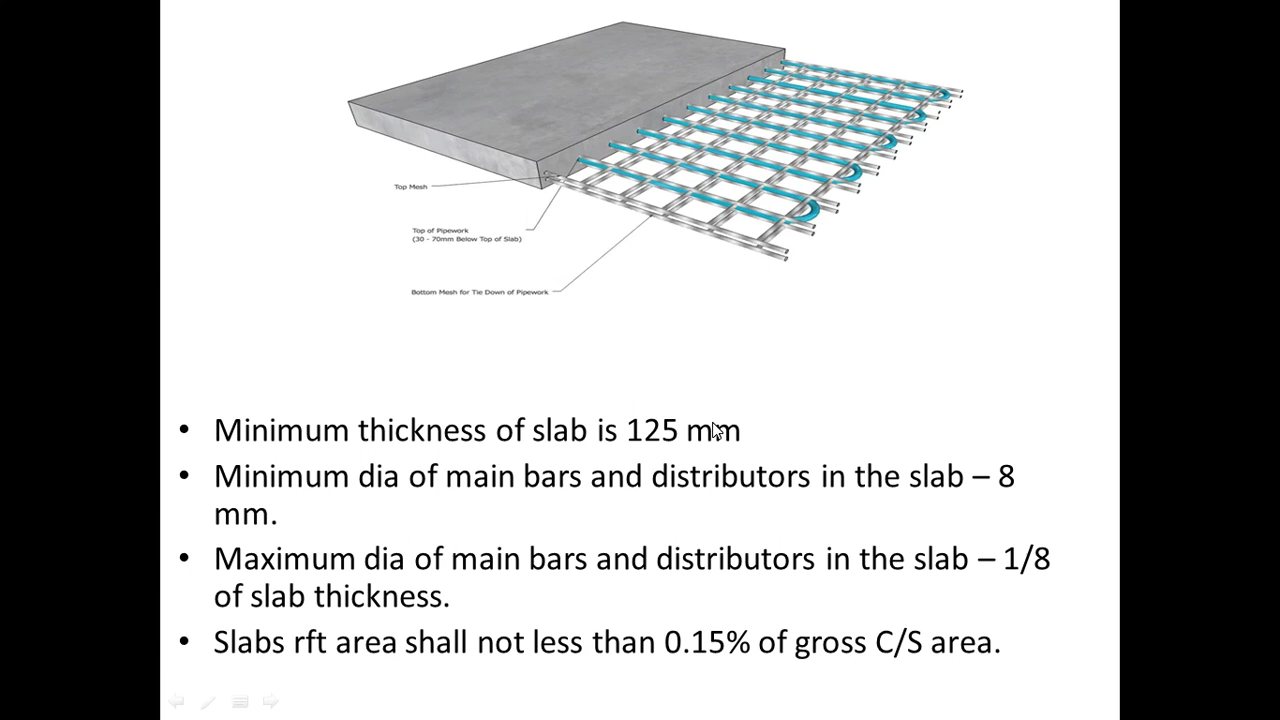 Top Mesh
Top of Pipework
(30 - 70mm Below Top of Slab)
Bottom Mesh for Tie Down of Pipework
• Minimum thickness of slab is 125 mm
• Minimum dia of main bars and distributors in the slab – 8
mm.
• Maximum dia of main bars and distributors in the slab – 1/8
of slab thickness.
• Slabs rft area shall not less than 0.15% of gross C/S area.